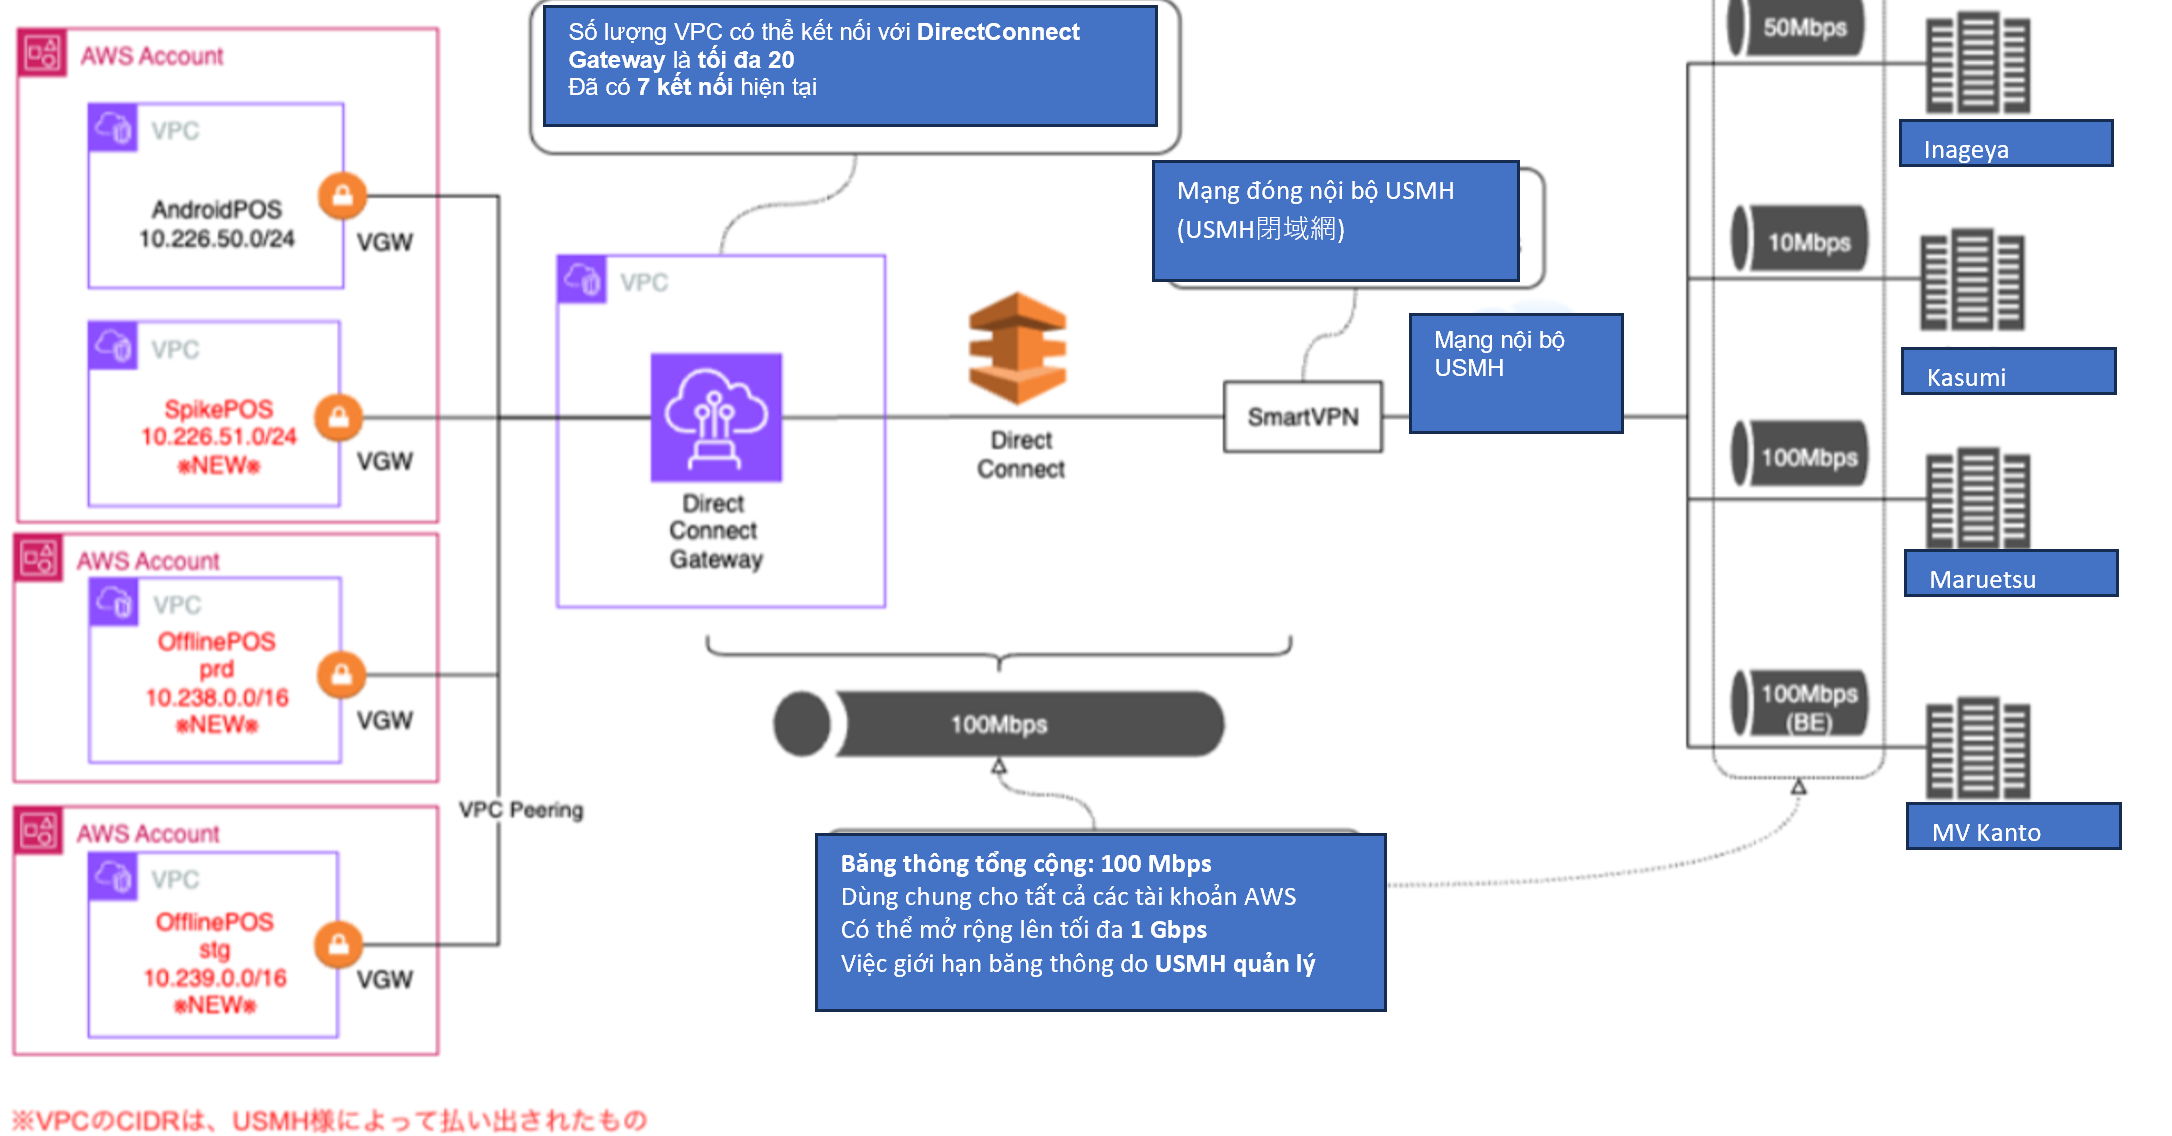 AWS Account
VPC
AndroidPOS
10.226.50.0/24
VGW
VPC
SpikePOS
10.226.51.0/24
※NEW※
VGW
AWS Account
VPC
OfflinePOS
prd
10.238.0.0/16
※NEW※
VGW
AWS Account
VPC
OfflinePOS
stg
10.239.0.0/16
※NEW※
VGW
VPC Peering
Số lượng VPC có thể kết nối với DirectConnect
Gateway là tối đa 20
Đã có 7 kết nối hiện tại
VPC
Direct
Connect
Gateway
Direct
Connect
Mạng đóng nội bộ USMH
(USMH閉域網)
SmartVPN
Mạng nội bộ
USMH
100Mbps
Băng thông tổng cộng: 100 Mbps
Dùng chung cho tất cả các tài khoản AWS
Có thể mở rộng lên tối đa 1 Gbps
Việc giới hạn băng thông do USMH quản lý
50Mbps
Inageya
10Mbps
Kasumi
100Mbps
Maruetsu
100Mbps
(BE)
MV Kanto
※VPCのCIDRは、USMH様によって払い出されたもの